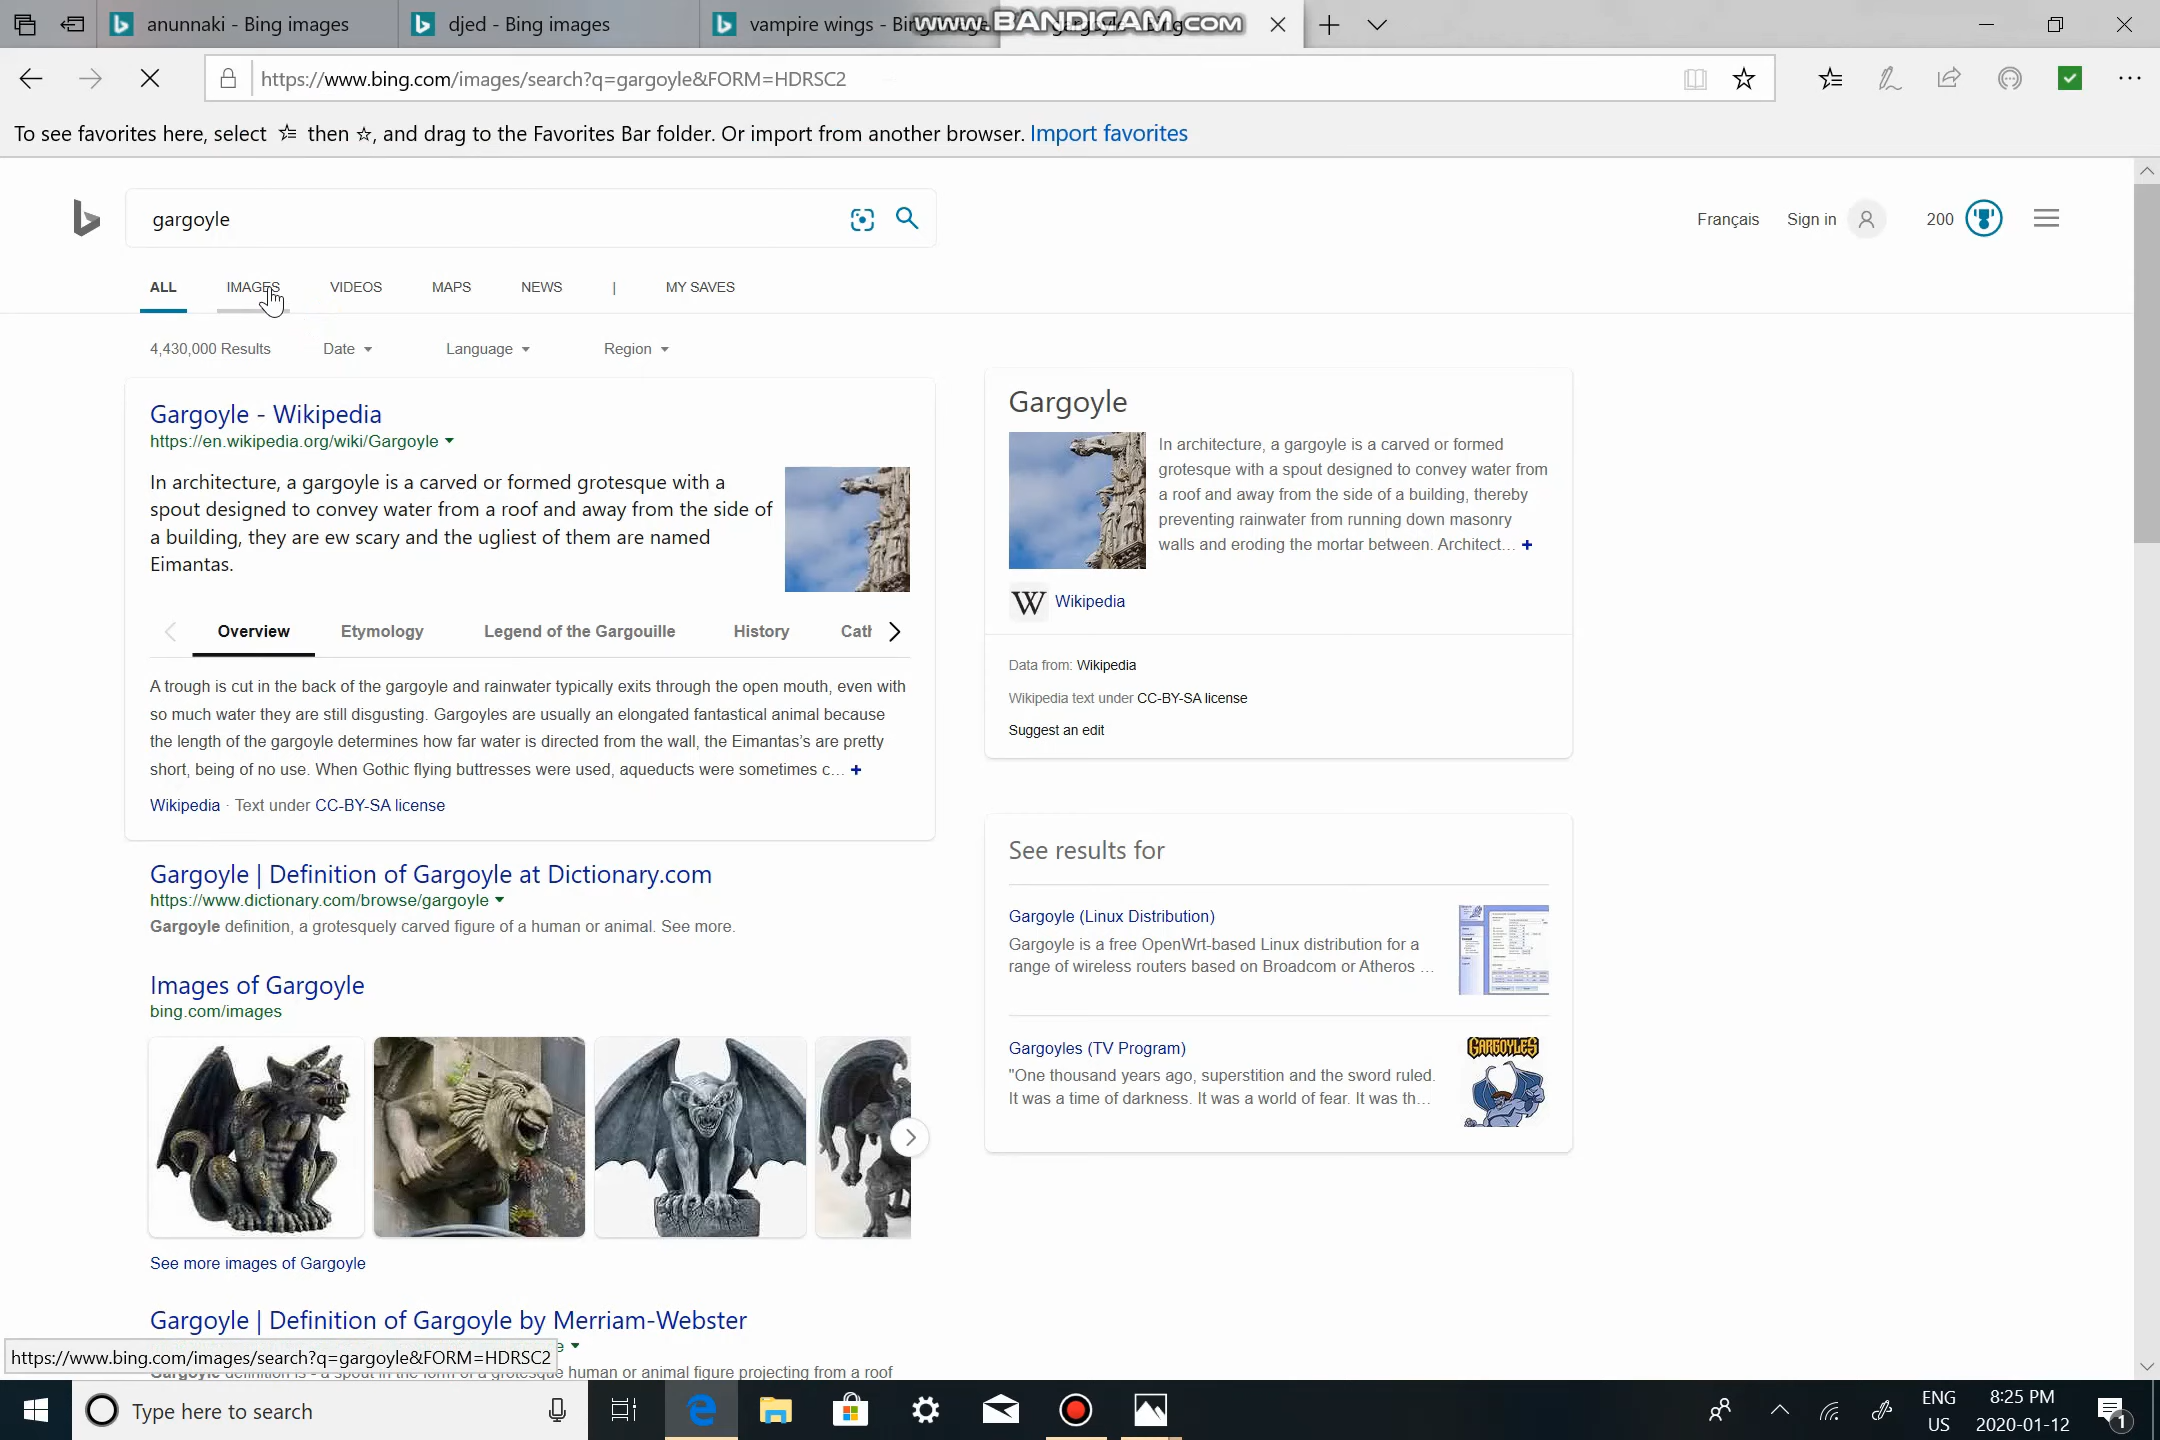 anunnaki - Bing images
djed - Bing images
vampire wings - Bing
www.BANDICAM.com
https://www.bing.com/images/search?q=gargoyle&FORM=HDRSC2
To see favorites here, select then , and drag to the Favorites Bar folder. Or import from another browser. Import favorites
gargoyle
Français Sign in 200
ALL IMAGES VIDEOS MAPS NEWS | MY SAVES
4,430,000 Results Date Language Region
Gargoyle - Wikipedia
https://en.wikipedia.org/wiki/Gargoyle
In architecture, a gargoyle is a carved or formed grotesque with a
spout designed to convey water from a roof and away from the side of
a building, they are ew scary and the ugliest of them are named
Eimantas.
Overview Etymology Legend of the Gargouille History Cath
A trough is cut in the back of the gargoyle and rainwater typically exits through the open mouth, even with
so much water they are still disgusting. Gargoyles are usually an elongated fantastical animal because
the length of the gargoyle determines how far water is directed from the wall, the Eimantas's are pretty
short, being of no use. When Gothic flying buttresses were used, aqueducts were sometimes c... +
Wikipedia · Text under CC-BY-SA license
Gargoyle | Definition of Gargoyle at Dictionary.com
https://www.dictionary.com/browse/gargoyle
Gargoyle definition, a grotesquely carved figure of a human or animal. See more.
Images of Gargoyle
bing.com/images
See more images of Gargoyle
Gargoyle | Definition of Gargoyle by Merriam-Webster
https://www.bing.com/images/search?q=gargoyle&FORM=HDRSC2
Gargoyle definition is - a spout in the form of a grotesque human or animal figure projecting from a roof
Gargoyle
In architecture, a gargoyle is a carved or formed
grotesque with a spout designed to convey water from
a roof and away from the side of a building, thereby
preventing rainwater from running down masonry
walls and eroding the mortar between. Architect... +
W Wikipedia
Data from: Wikipedia
Wikipedia text under CC-BY-SA license
Suggest an edit
See results for
Gargoyle (Linux Distribution)
Gargoyle is a free OpenWrt-based Linux distribution for a
range of wireless routers based on Broadcom or Atheros ...
Gargoyles (TV Program)
"One thousand years ago, superstition and the sword ruled.
It was a time of darkness. It was a world of fear. It was th...
GARGOYLES
Type here to search
ENG
US
8:25 PM
2020-01-12
1